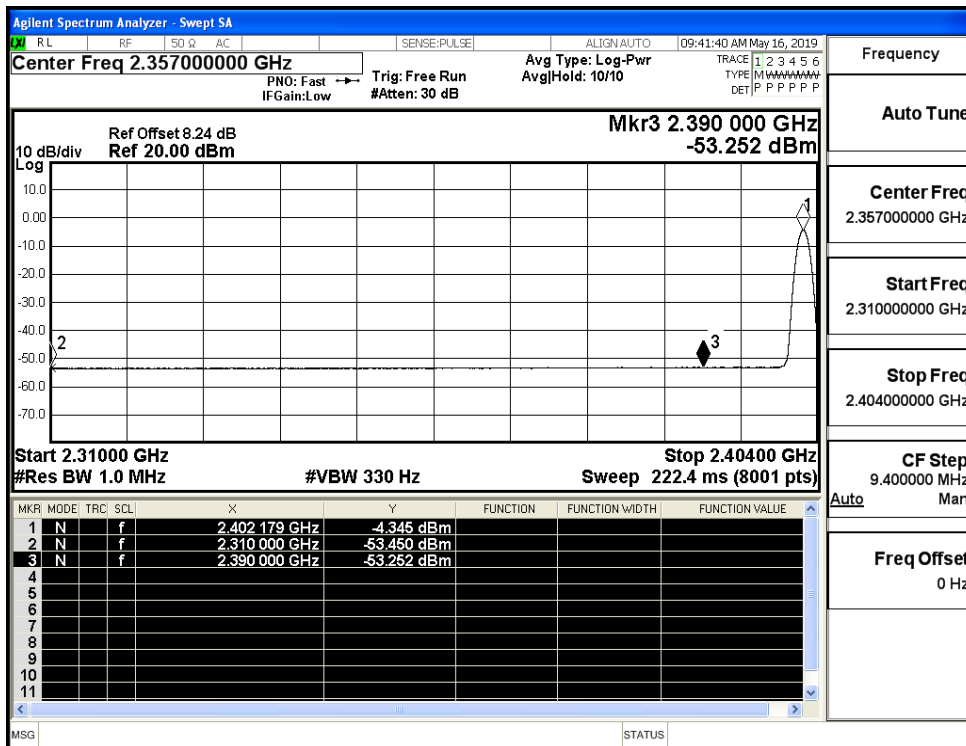 Agilent Spectrum Analyzer - Swept SA
LXI RL RF 50 Ω AC SENSE:PULSE ALIGNAUTO 09:41:40 AM May 16, 2019
Center Freq 2.357000000 GHz
PNO: Fast
IFGain:Low
Trig: Free Run
#Atten: 30 dB
Avg Type: Log-Pwr
Avg|Hold: 10/10
TRACE 1 2 3 4 5 6
TYPE M W W W W W
DET P P P P P P
Ref Offset 8.24 dB
Ref 20.00 dBm
10 dB/div
Log
Mkr3 2.390 000 GHz
-53.252 dBm
10.0
0.00
-10.0
-20.0
-30.0
-40.0
-50.0
-60.0
-70.0
1
2
3
Start 2.31000 GHz Stop 2.40400 GHz
#Res BW 1.0 MHz #VBW 330 Hz Sweep 222.4 ms (8001 pts)
MKR MODE TRC SCL X Y FUNCTION FUNCTION WIDTH FUNCTION VALUE
1 N f 2.402 179 GHz -4.345 dBm
2 N f 2.310 000 GHz -53.450 dBm
3 N f 2.390 000 GHz -53.252 dBm
4
5
6
7
8
9
10
11
MSG STATUS
Frequency
Auto Tune
Center Freq
2.357000000 GHz
Start Freq
2.310000000 GHz
Stop Freq
2.404000000 GHz
CF Step
9.400000 MHz
Auto Man
Freq Offset
0 Hz